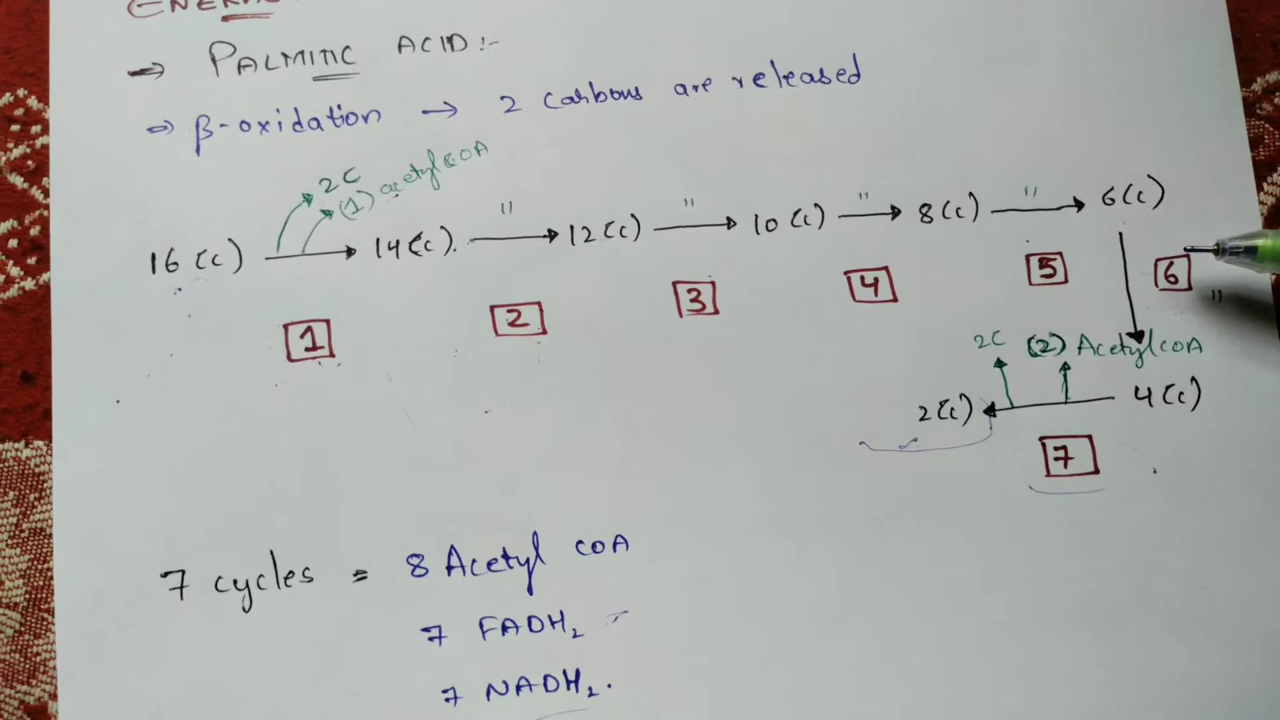 → PALMITIC ACID:-
⇒ β-oxidation → 2 carbons are released
2C
(1) acetyl COA
16 (c) → 14 (c). " → 12 (c) " → 10 (c) " → 8 (c) " → 6 (c)
1 2 3 4 5 6 "
2C (2) Acetyl COA
2 (c) ← 4 (c)
7
7 cycles = 8 Acetyl COA
7 FADH₂
7 NADH₂.